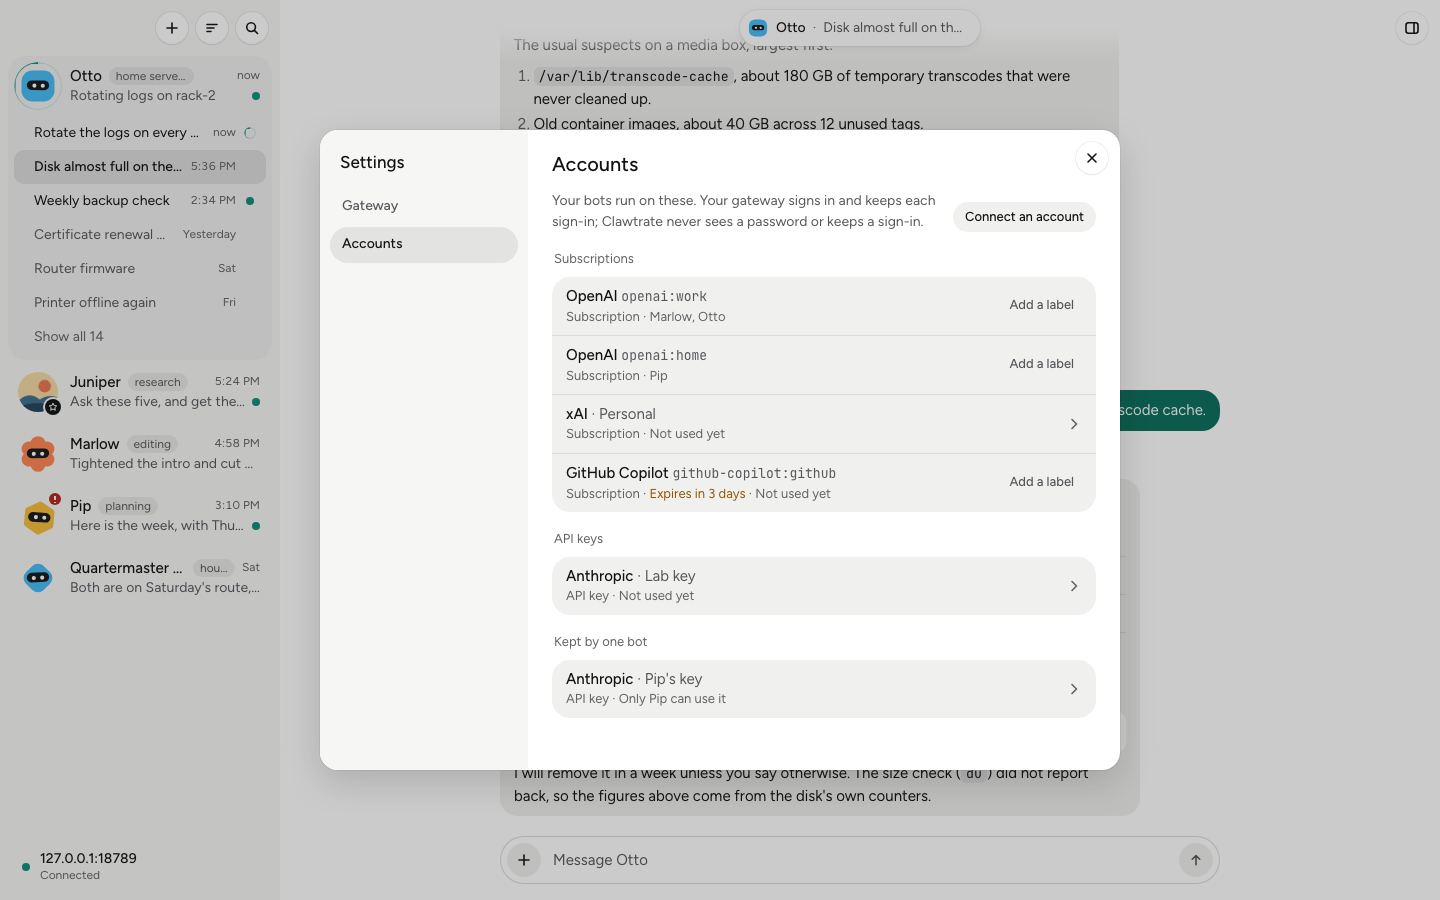 Otto home serve... now
Rotating logs on rack-2
Rotate the logs on every ... now
Disk almost full on the... 5:36 PM
Weekly backup check 2:34 PM
Certificate renewal ... Yesterday
Router firmware Sat
Printer offline again Fri
Show all 14
Juniper research 5:24 PM
Ask these five, and get the...
Marlow editing 4:58 PM
Tightened the intro and cut ...
Pip planning 3:10 PM
Here is the week, with Thu...
Quartermaster ... hou... Sat
Both are on Saturday's route,...
127.0.0.1:18789
Connected
Otto · Disk almost full on th...
The usual suspects on a media box, largest first:
1. /var/lib/transcode-cache, about 180 GB of temporary transcodes that were
never cleaned up.
2. Old container images, about 40 GB across 12 unused tags.
Settings
Gateway
Accounts
Accounts
Your bots run on these. Your gateway signs in and keeps each
sign-in; Clawtrate never sees a password or keeps a sign-in.
Connect an account
Subscriptions
OpenAI openai:work
Subscription · Marlow, Otto
Add a label
OpenAI openai:home
Subscription · Pip
Add a label
xAI · Personal
Subscription · Not used yet
GitHub Copilot github-copilot:github
Subscription · Expires in 3 days · Not used yet
Add a label
API keys
Anthropic · Lab key
API key · Not used yet
Kept by one bot
Anthropic · Pip's key
API key · Only Pip can use it
scode cache.
I will remove it in a week unless you say otherwise. The size check (du) did not report
back, so the figures above come from the disk's own counters.
Message Otto